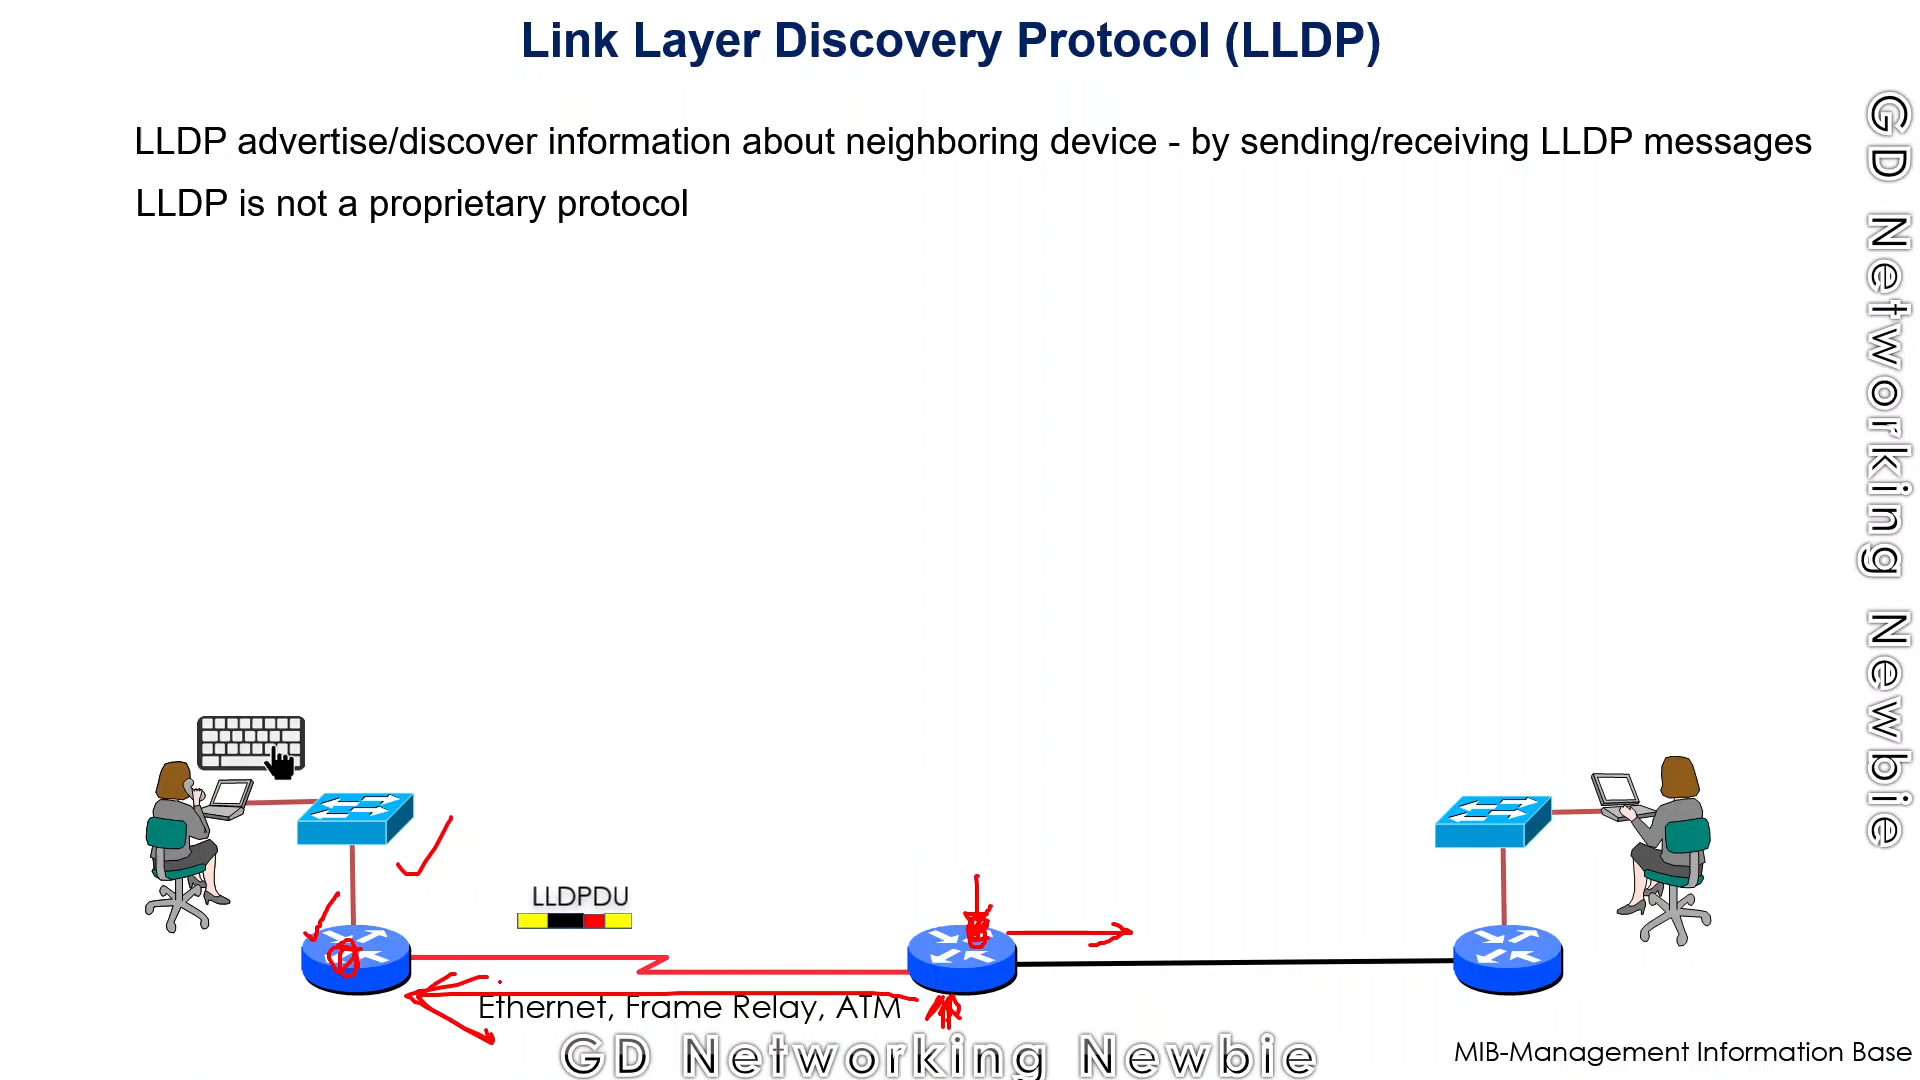 Link Layer Discovery Protocol (LLDP)
LLDP advertise/discover information about neighboring device - by sending/receiving LLDP messages
LLDP is not a proprietary protocol
GD Networking Newbie
LLDPDU
Ethernet, Frame Relay, ATM
GD Networking Newbie
MIB-Management Information Base